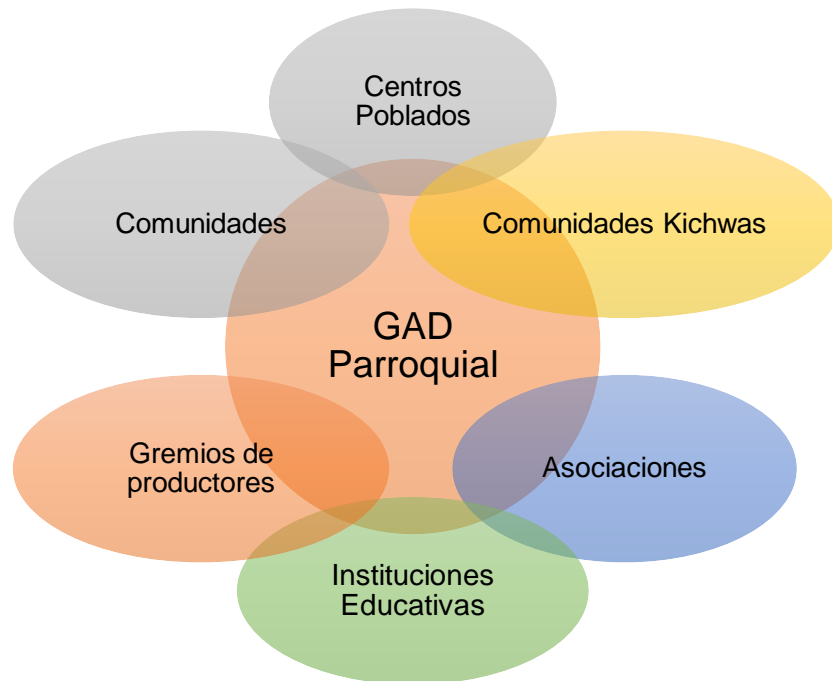 Centros
Poblados
Comunidades
Comunidades Kichwas
GAD
Parroquial
Gremios de
productores
Asociaciones
Instituciones
Educativas